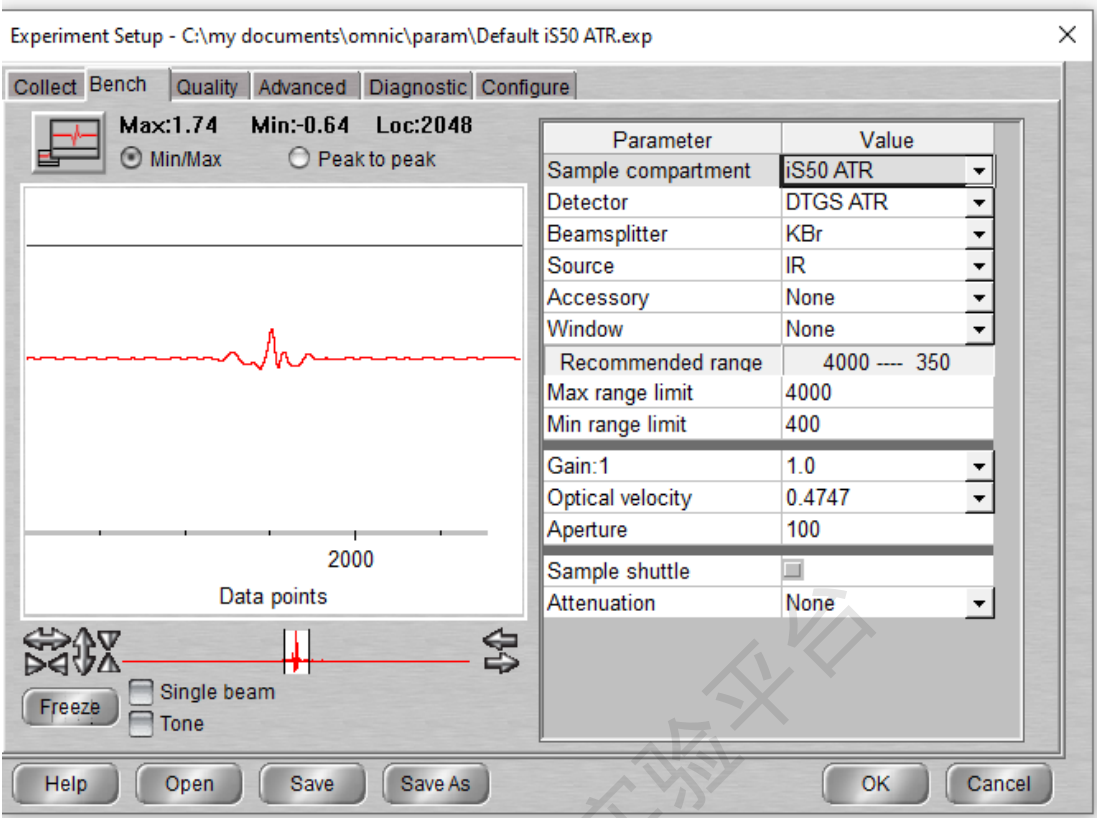 Experiment Setup - C:\my documents\omnic\param\Default iS50 ATR.exp
Collect Bench Quality Advanced Diagnostic Configure
Max:1.74 Min:-0.64 Loc:2048
Min/Max Peak to peak
Parameter Value
Sample compartment iS50 ATR
Detector DTGS ATR
Beamsplitter KBr
Source IR
Accessory None
Window None
Recommended range 4000 ---- 350
Max range limit 4000
Min range limit 400
Gain:1 1.0
Optical velocity 0.4747
Aperture 100
Sample shuttle
Attenuation None
2000
Data points
Single beam
Freeze
Tone
Help Open Save Save As OK Cancel
实验平台